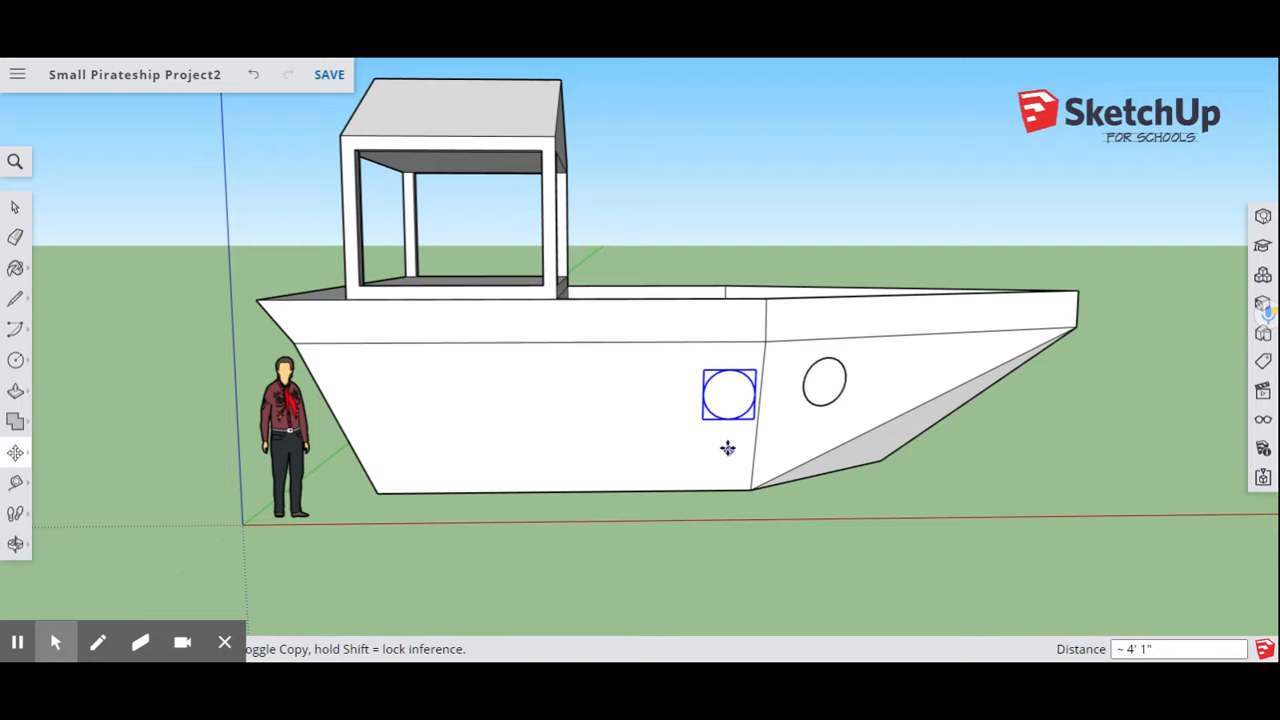 Small Pirateship Project2
SAVE
SketchUp
FOR SCHOOLS
oggle Copy, hold Shift = lock inference.
Distance
~ 4' 1"